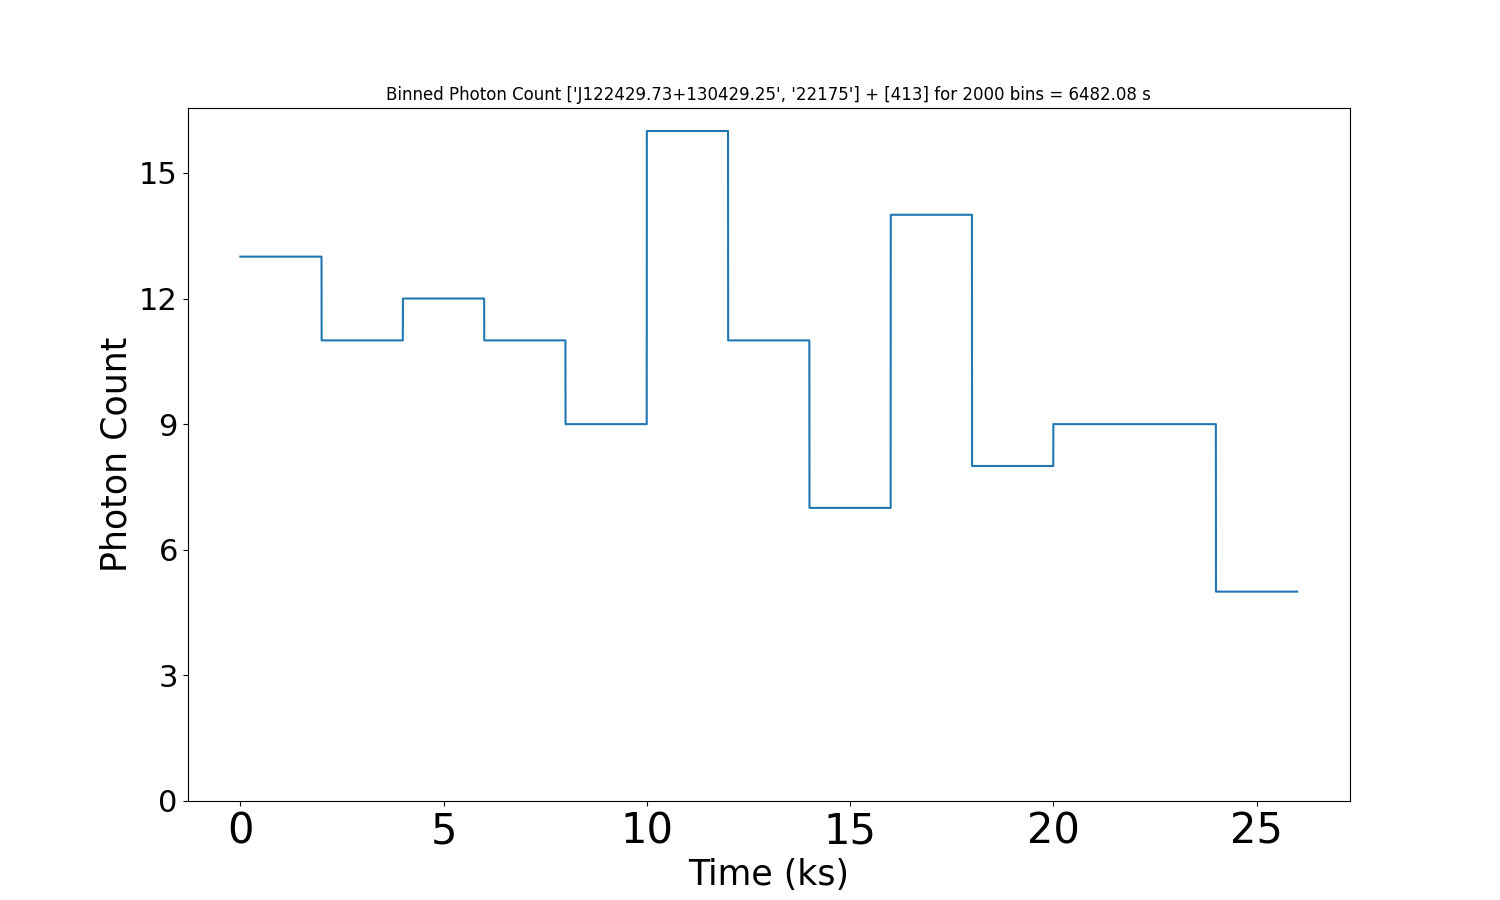 Binned Photon Count ['J122429.73+130429.25', '22175'] + [413] for 2000 bins = 6482.08 s
15
12
9
6
3
0
Photon Count
0 5 10 15 20 25
Time (ks)